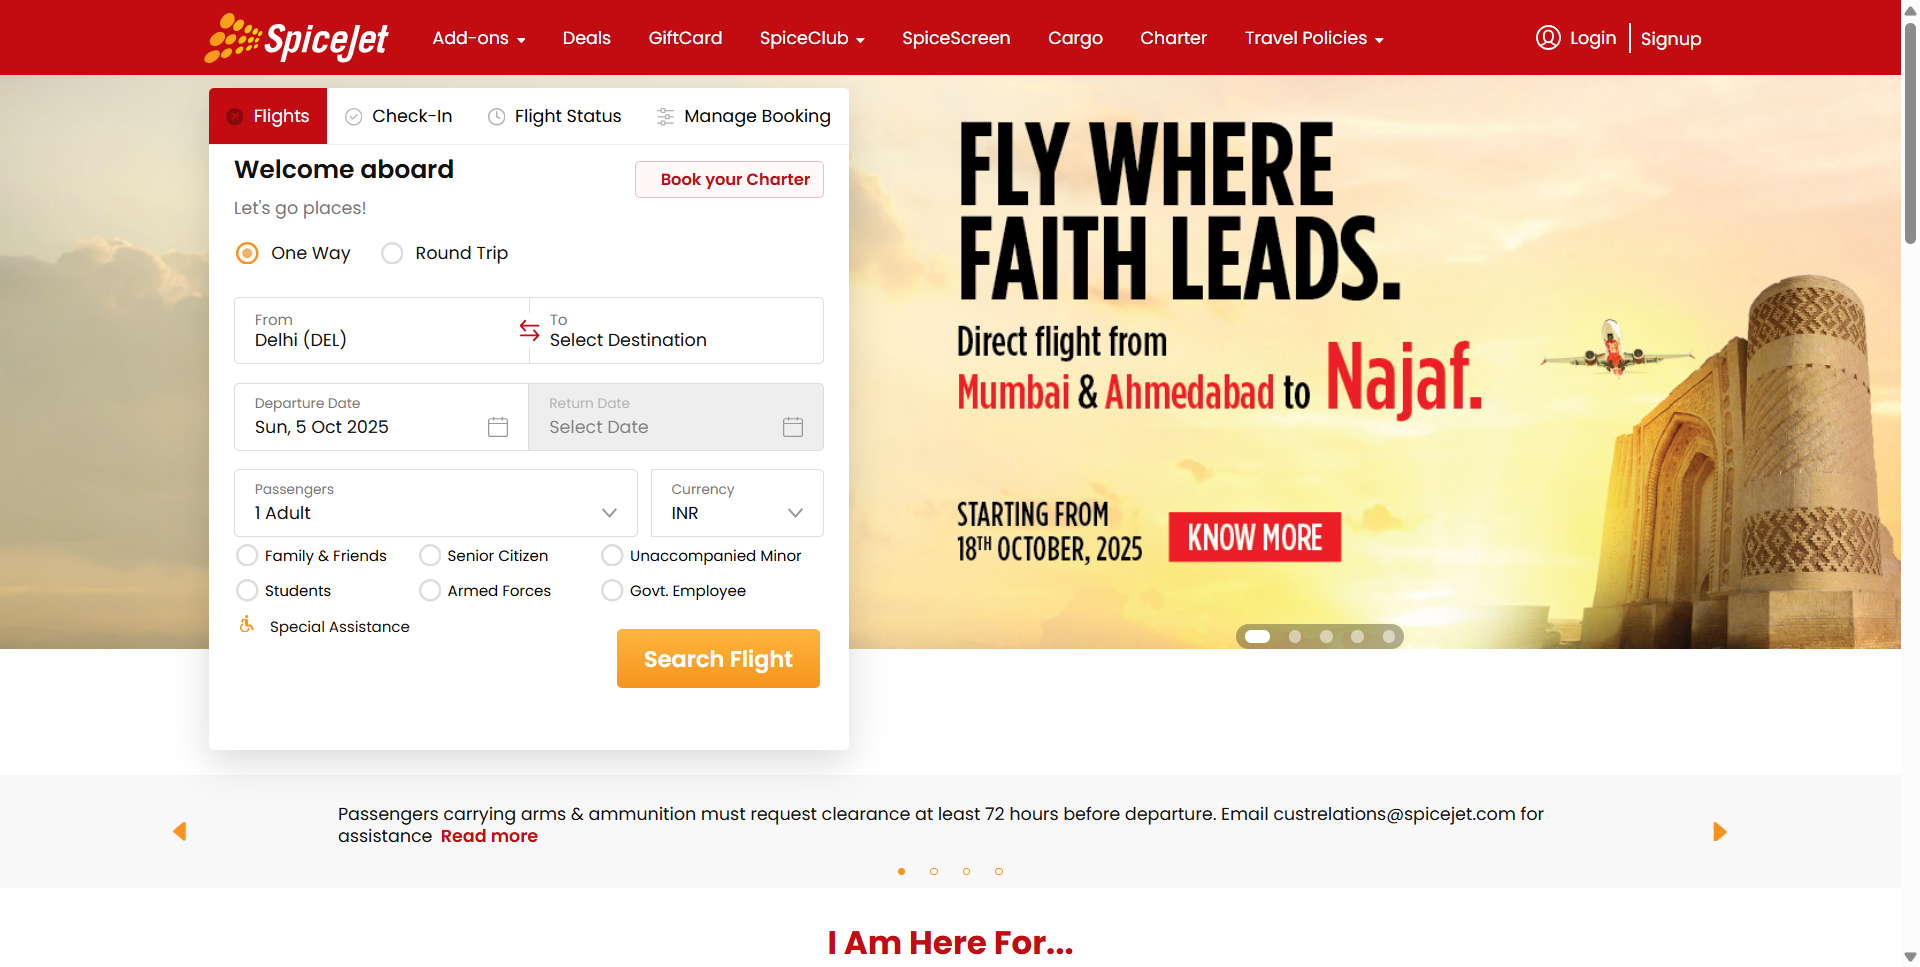 SpiceJet
Add-ons
Deals
GiftCard
SpiceClub
SpiceScreen
Cargo
Charter
Travel Policies
Login
Signup
Flights
Check-In
Flight Status
Manage Booking
Welcome aboard
Book your Charter
Let's go places!
One Way
Round Trip
From
Delhi (DEL)
To
Select Destination
Departure Date
Sun, 5 Oct 2025
Return Date
Select Date
Passengers
1 Adult
Currency
INR
Family & Friends
Senior Citizen
Unaccompanied Minor
Students
Armed Forces
Govt. Employee
Special Assistance
Search Flight
FLY WHERE
FAITH LEADS.
Direct flight from
Mumbai & Ahmedabad to Najaf.
STARTING FROM
18TH OCTOBER, 2025
KNOW MORE
Passengers carrying arms & ammunition must request clearance at least 72 hours before departure. Email custrelations@spicejet.com for
assistance Read more
I Am Here For...